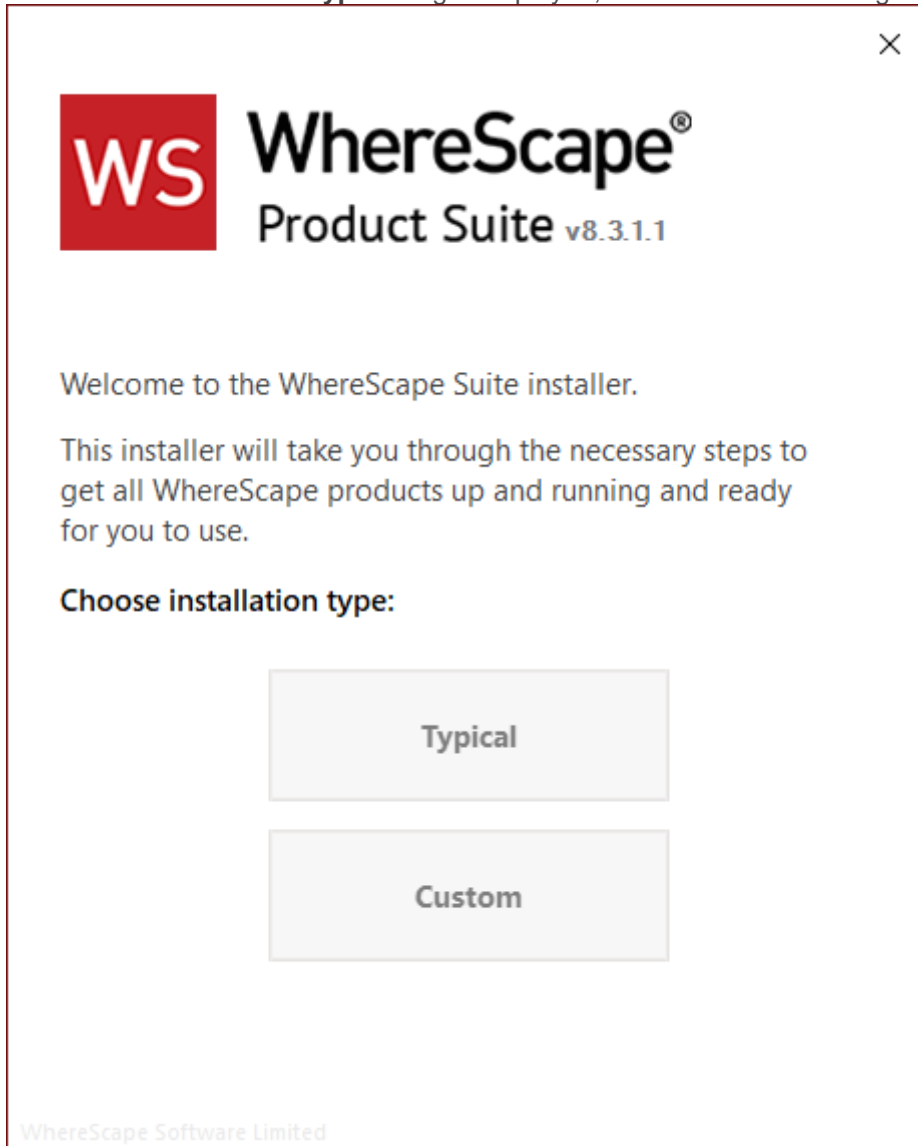 WS WhereScape®
Product Suite v8.3.1.1
Welcome to the WhereScape Suite installer.
This installer will take you through the necessary steps to
get all WhereScape products up and running and ready
for you to use.
Choose installation type:
Typical
Custom
WhereScape Software Limited